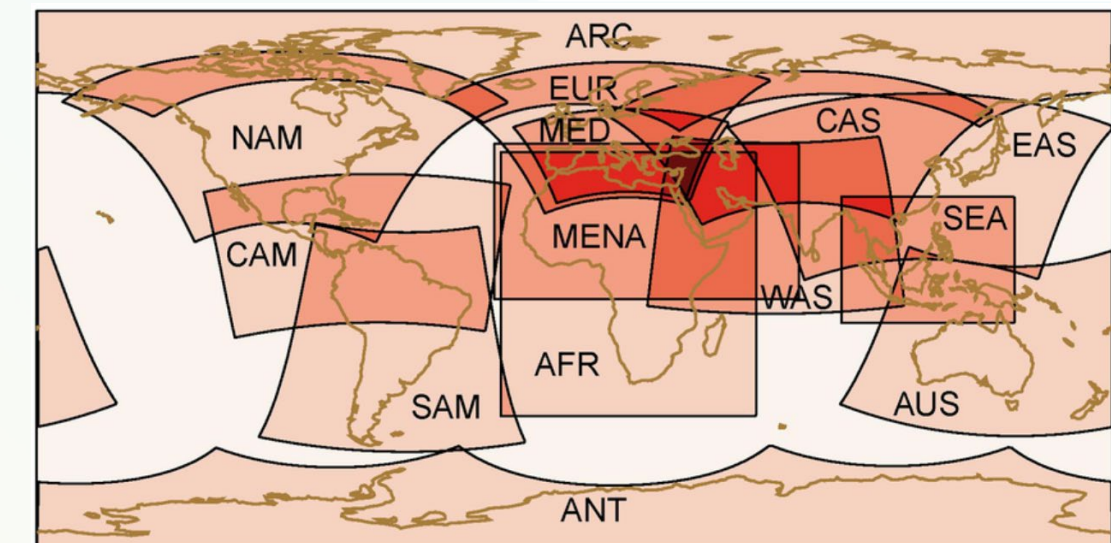 ARC
EUR
MED
CAS
NAM
EAS
SEA
MENA
CAM
WAS
AFR
SAM
AUS
ANT